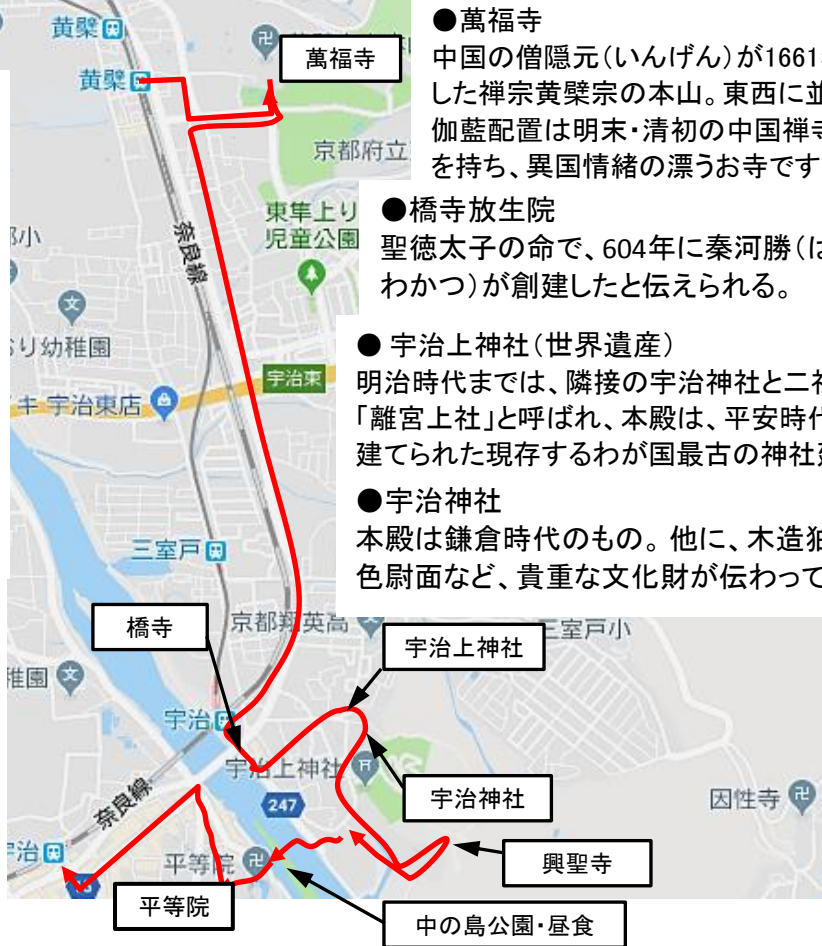 ●萬福寺
中国の僧隠元（いんげん）が1661
した禅宗黄檗宗の本山。東西に並
伽藍配置は明末・清初の中国禅寺
を持ち、異国情緒の漂うお寺です
●橋寺放生院
聖徳太子の命で、604年に秦河勝（は
わかつ）が創建したと伝えられる。
● 宇治上神社（世界遺産）
明治時代までは、隣接の宇治神社と二社
「離宮上社」と呼ばれ、本殿は、平安時代
建てられた現存するわが国最古の神社建
●宇治神社
本殿は鎌倉時代のもの。他に、木造狛
色尉面など、貴重な文化財が伝わって
黄檗
萬福寺
黄檗
京都府立
東隼上り
児童公園
奈良線
小
り幼稚園
宇治東
キ 宇治東店
三室戸
橋寺
京都翔英高
三室戸小
宇治上神社
稚園
宇治
宇治上神社
奈良線
247
宇治神社
因性寺
治
平等院
興聖寺
平等院
中の島公園・昼食